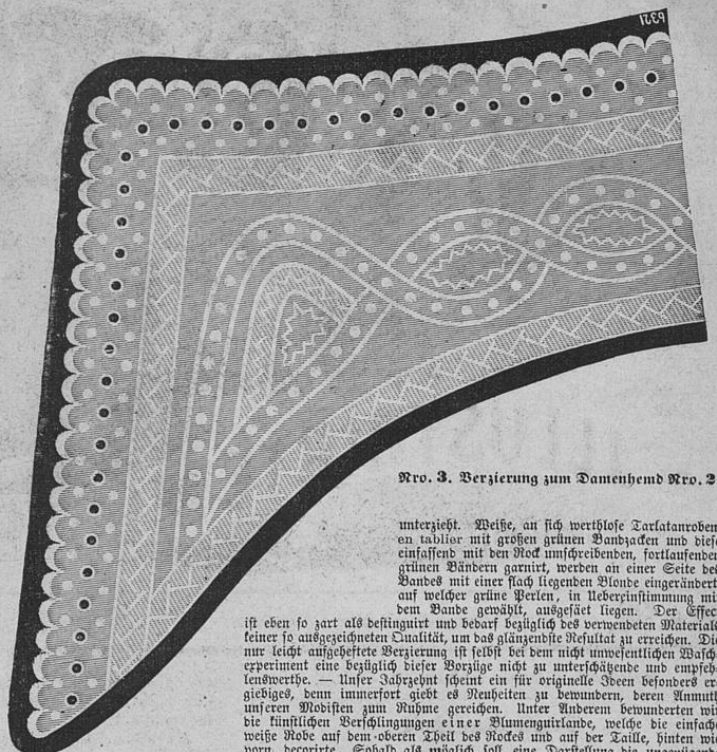 6321
Nro. 3. Verzierung zum Damenhemd Nro. 2
unterzieht. Weiße, an sich werthlose Tarlatanroben
en tablier mit großen grünen Bandzacken und diese
einfassend mit den Rock umschreibenden, fortlaufenden
grünen Bändern garnirt, werden an einer Seite des
Bandes mit einer flach liegenden Blonde eingerändert
auf welcher grüne Perlen, in Uebereinstimmung mi
dem Bande gewählt, ausgesäet liegen. Der Effec
ist eben so zart als destinguirt und bedarf bezüglich des verwendeten Materials
keiner so ausgezeichneten Qualität, um das glänzendste Resultat zu erreichen. Die
nur leicht aufgeheftete Verzierung ist selbst bei dem nicht unwesentlichen Wasch-
experiment eine bezüglich dieser Vorzüge nicht zu unterschätzende und empfeh-
lenswerthe. — Unser Jahrzehnt scheint ein für originelle Ideen besonders er-
giebiges, denn immerfort giebt es Neuheiten zu bewundern, deren Anmuth
unseren Modisten zum Ruhme gereichen. Unter Anderem bewunderten wir
die künstlichen Verschlingungen einer Blumenguirlande, welche die einfach
weiße Robe auf dem oberen Theil des Rockes und auf der Taille, hinten wie
vorn, decorirte. Sobald als möglich soll eine Darstellung die